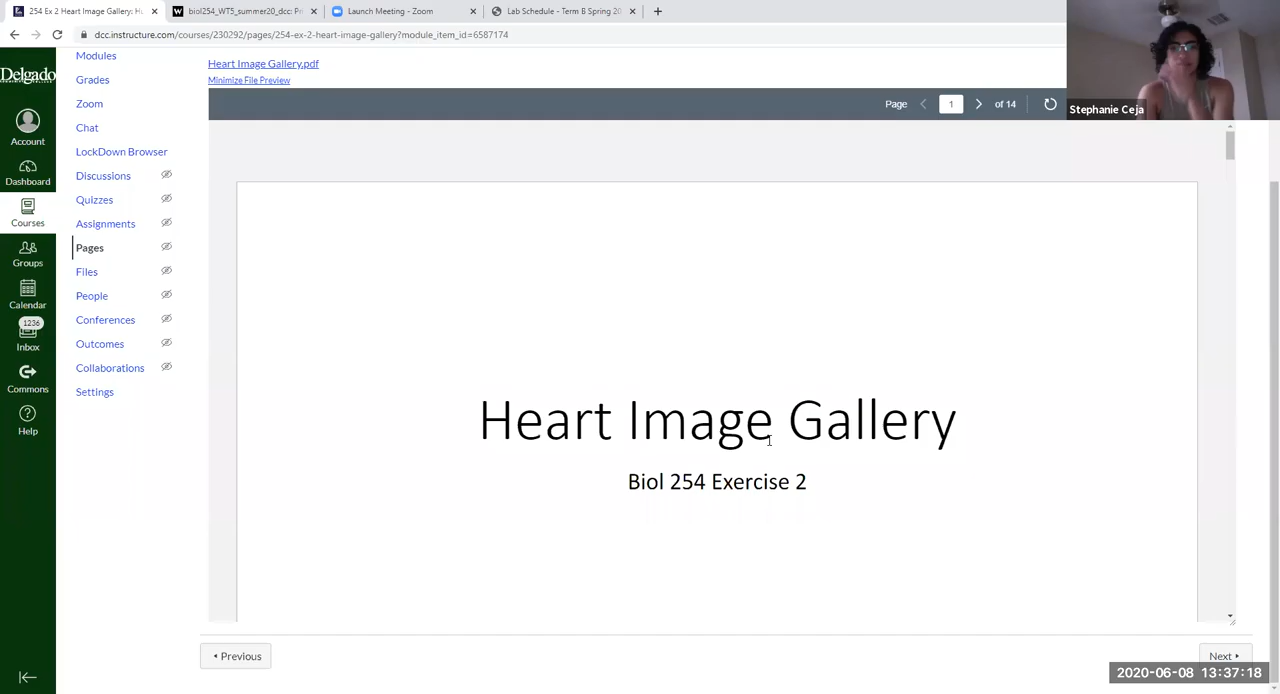 254 Ex 2 Heart Image Gallery: Hu
biol254_WT5_summer20_dcc: Pri
Launch Meeting - Zoom
Lab Schedule - Term B Spring 20
dcc.instructure.com/courses/230292/pages/254-ex-2-heart-image-gallery?module_item_id=6587174
Delgado
Account
Dashboard
Courses
Groups
Calendar
1236
Inbox
Commons
Help
Modules
Grades
Zoom
Chat
LockDown Browser
Discussions
Quizzes
Assignments
Pages
Files
People
Conferences
Outcomes
Collaborations
Settings
Heart Image Gallery.pdf
Minimize File Preview
Page 1 of 14
Stephanie Ceja
Heart Image Gallery
Biol 254 Exercise 2
Previous
Next
2020-06-08 13:37:18